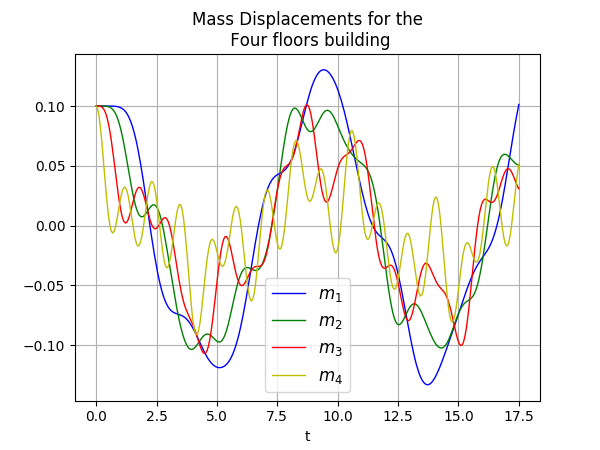 Mass Displacements for the
Four floors building
0.10
0.05
0.00
−0.05
−0.10
m1
m2
m3
m4
0.0 2.5 5.0 7.5 10.0 12.5 15.0 17.5
t